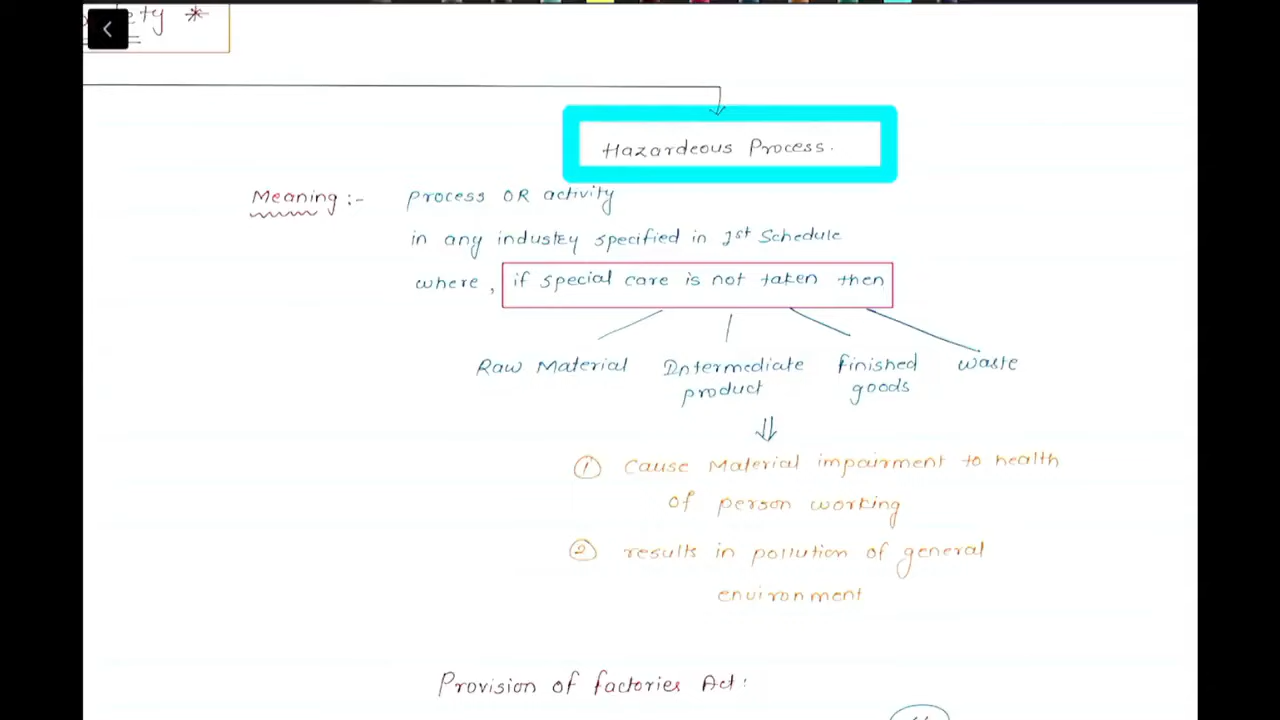 ety *
Hazardeous Process.
Meaning :- process OR activity
in any industry specified in 1st Schedule
where, if special care is not taken then
Raw Material Intermediate product finished goods waste
① cause Material impairment to health
of person working
② results in pollution of general
environment
Provision of factories Act: